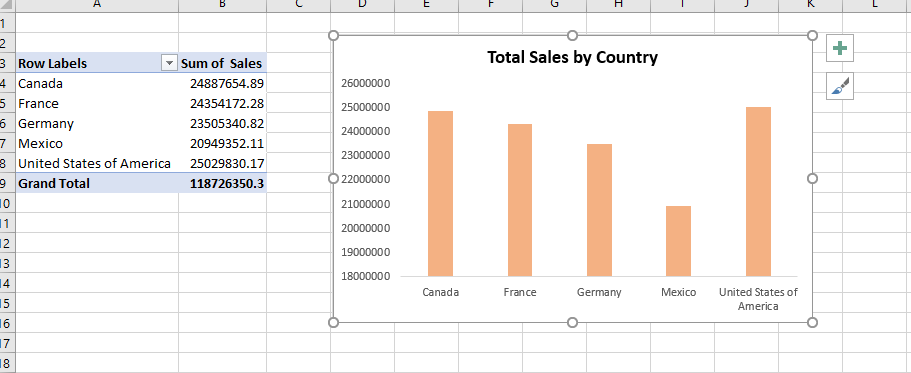 A B C D E F G H I J K L
1
2
3 Row Labels Sum of Sales
4 Canada 24887654.89
5 France 24354172.28
6 Germany 23505340.82
7 Mexico 20949352.11
8 United States of America 25029830.17
9 Grand Total 118726350.3
10
11
12
13
14
15
16
17
18
Total Sales by Country
26000000
25000000
24000000
23000000
22000000
21000000
20000000
19000000
18000000
Canada France Germany Mexico United States of
America